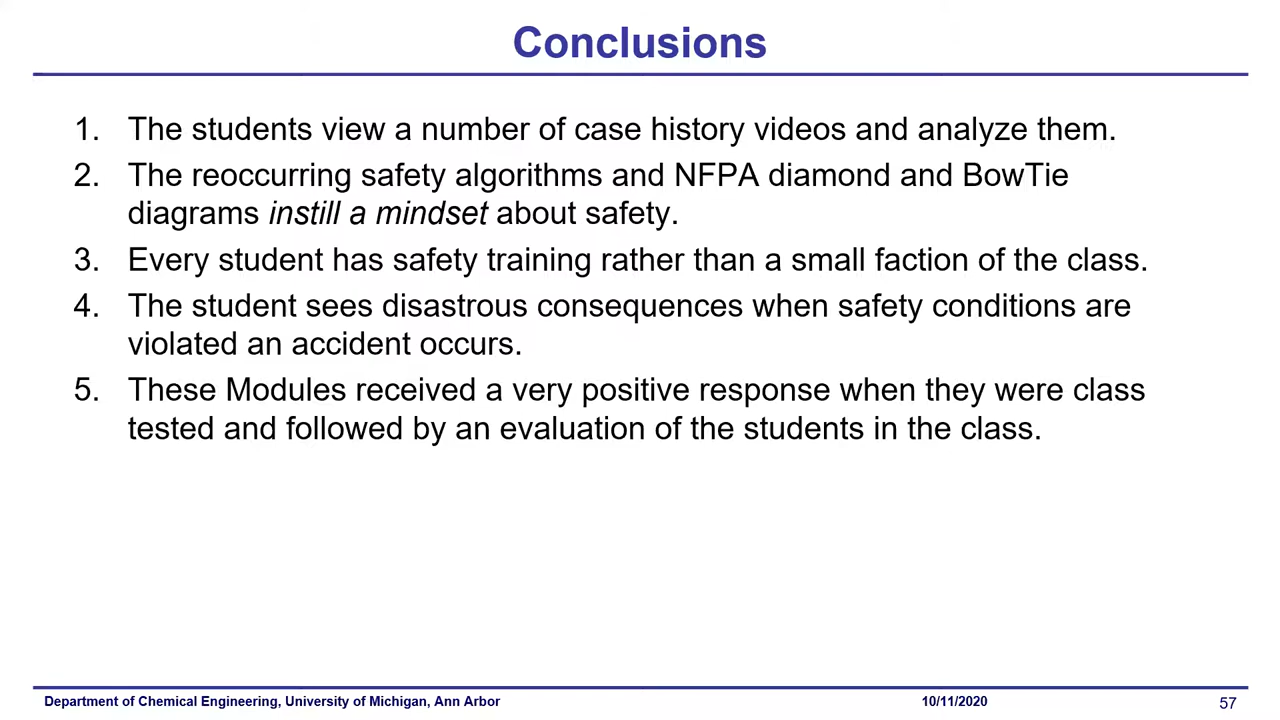 Conclusions
1. The students view a number of case history videos and analyze them.
2. The reoccurring safety algorithms and NFPA diamond and BowTie
diagrams instill a mindset about safety.
3. Every student has safety training rather than a small faction of the class.
4. The student sees disastrous consequences when safety conditions are
violated an accident occurs.
5. These Modules received a very positive response when they were class
tested and followed by an evaluation of the students in the class.
Department of Chemical Engineering, University of Michigan, Ann Arbor
10/11/2020
57